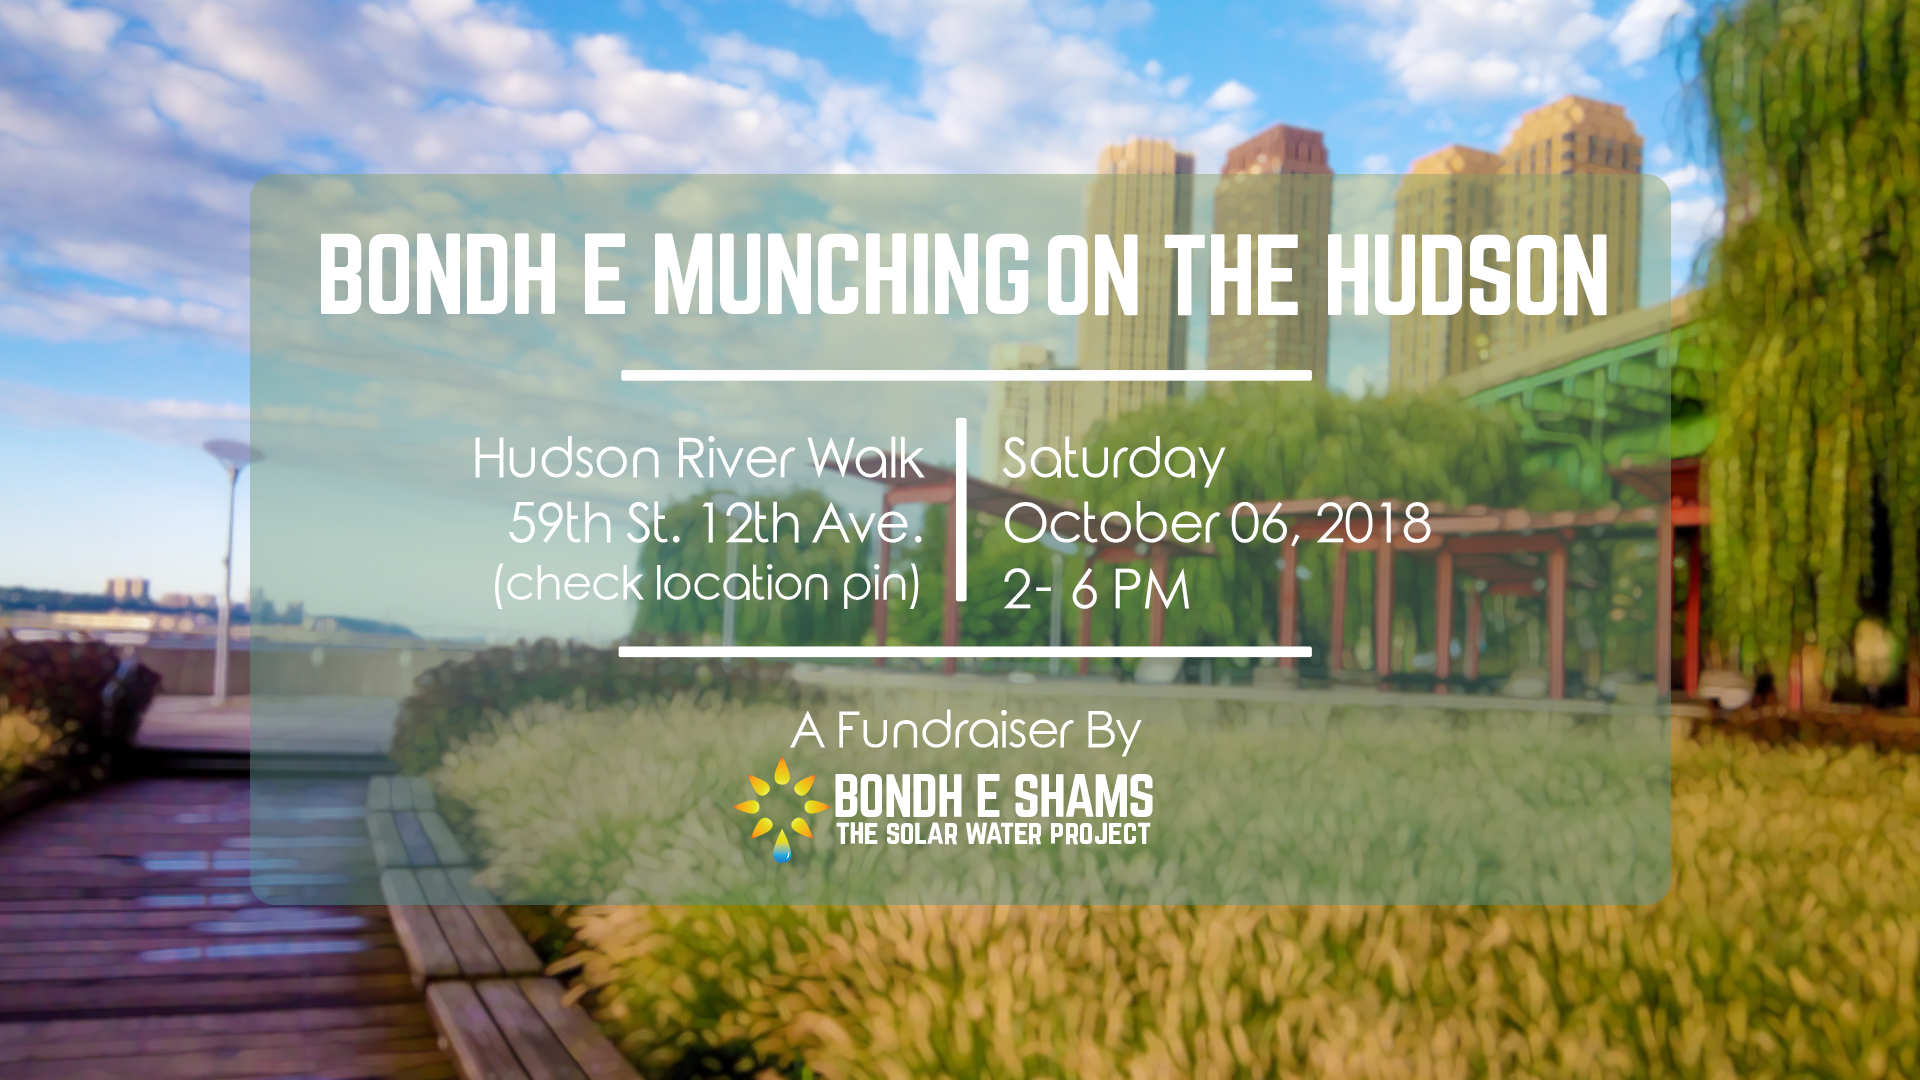 BONDH E MUNCHING ON THE HUDSON
Hudson River Walk
59th St. 12th Ave.
(check location pin)
Saturday
October 06, 2018
2- 6 PM
A Fundraiser By
BONDH E SHAMS
THE SOLAR WATER PROJECT